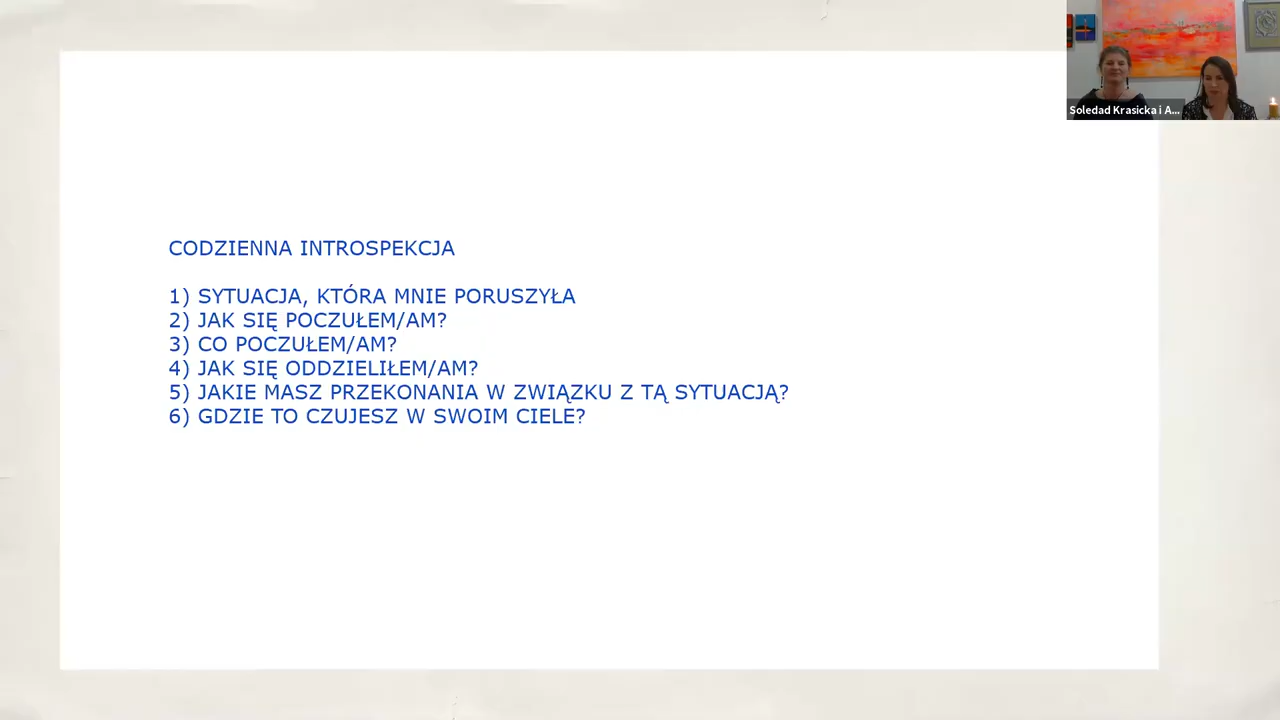 Soledad Krasicka i A...
CODZIENNA INTROSPEKCJA
1) SYTUACJA, KTÓRA MNIE PORUSZYŁA
2) JAK SIĘ POCZUŁEM/AM?
3) CO POCZUŁEM/AM?
4) JAK SIĘ ODDZIELIŁEM/AM?
5) JAKIE MASZ PRZEKONANIA W ZWIĄZKU Z TĄ SYTUACJĄ?
6) GDZIE TO CZUJESZ W SWOIM CIELE?